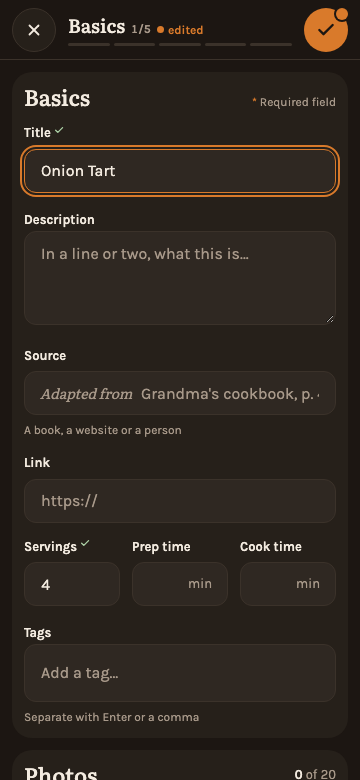 Basics 1/5 edited
Basics
* Required field
Title
Onion Tart
Description
In a line or two, what this is…
Source
Adapted from Grandma's cookbook, p.
A book, a website or a person
Link
https://
Servings Prep time Cook time
4 min min
Tags
Add a tag…
Separate with Enter or a comma
Photos 0 of 20